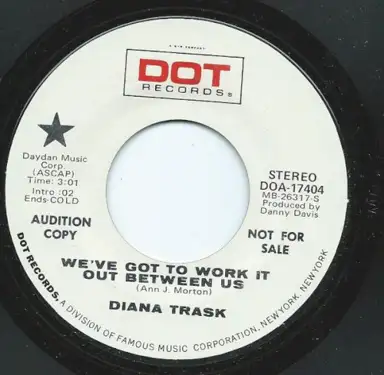 A G+W COMPANY
DOT
RECORDS®
Daydan Music
Corp.
(ASCAP)
Time: 3:01
Intro :02
Ends-COLD
STEREO
DOA-17404
MB-26317-S
Produced by
Danny Davis
AUDITION
COPY
NOT FOR
SALE
WE'VE GOT TO WORK IT
OUT BETWEEN US
(Ann J. Morton)
DIANA TRASK
DOT RECORDS, A DIVISION OF FAMOUS MUSIC CORPORATION, NEW YORK, NEW YORK